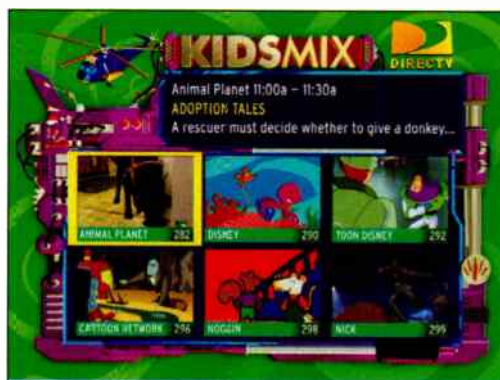 KIDSMIX
DIRECTV
Animal Planet 11:00a – 11:30a
ADOPTION TALES
A rescuer must decide whether to give a donkey...
ANIMAL PLANET 282
DISNEY 290
TOON DISNEY 292
CARTOON NETWORK 296
NOGGIN 298
NICK 299